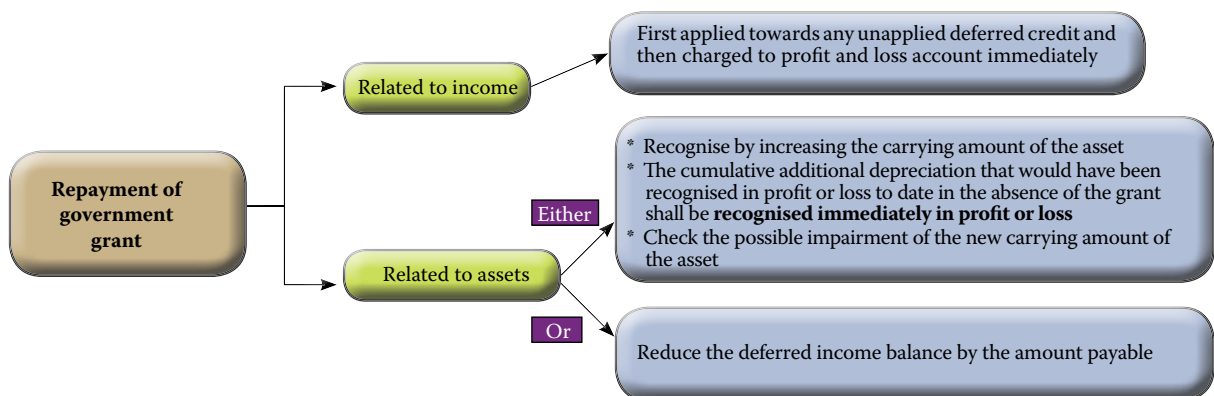 Repayment of
government
grant
Related to income
First applied towards any unapplied deferred credit and
then charged to profit and loss account immediately
Related to assets
Either
* Recognise by increasing the carrying amount of the asset
* The cumulative additional depreciation that would have been
recognised in profit or loss to date in the absence of the grant
shall be recognised immediately in profit or loss
* Check the possible impairment of the new carrying amount of
the asset
Or
Reduce the deferred income balance by the amount payable